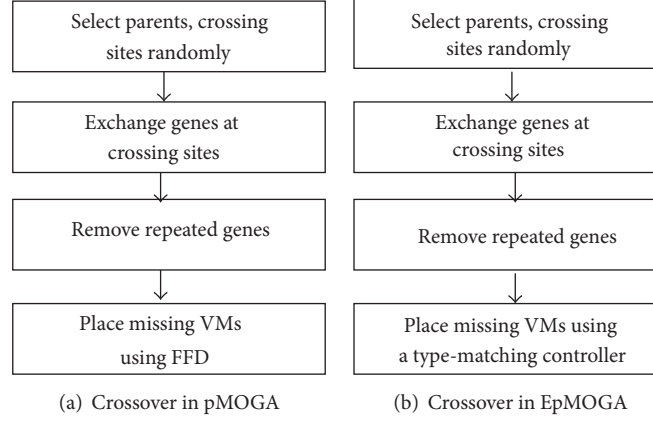 Select parents, crossing
sites randomly
Exchange genes at
crossing sites
Remove repeated genes
Place missing VMs
using FFD
(a) Crossover in pMOGA
Select parents, crossing
sites randomly
Exchange genes at
crossing sites
Remove repeated genes
Place missing VMs using
a type-matching controller
(b) Crossover in EpMOGA